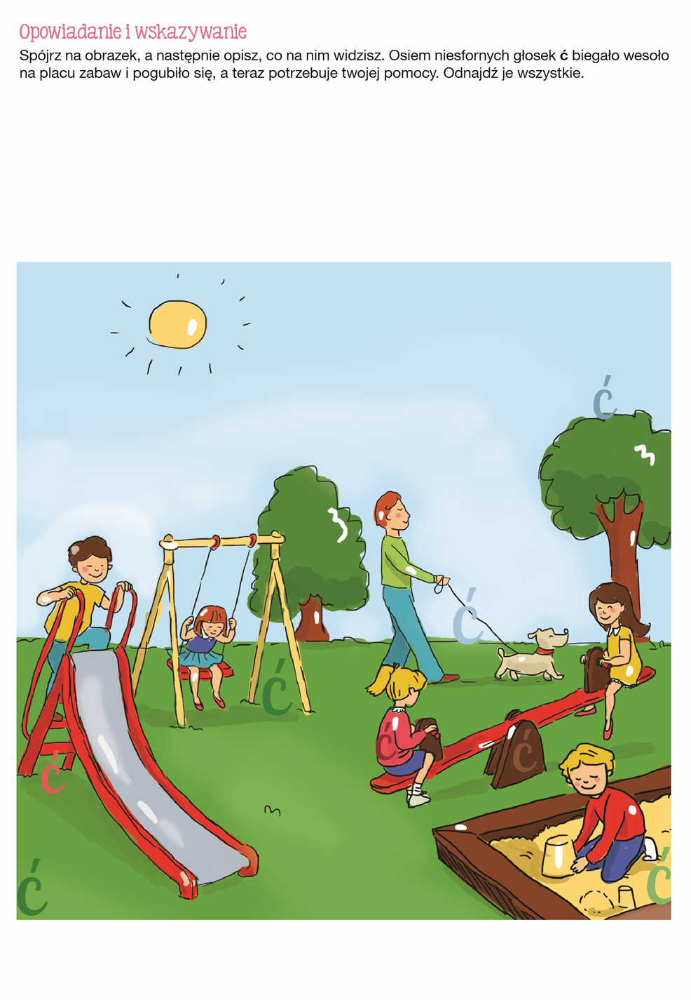 Opowiadanie i wskazywanie
Spójrz na obrazek, a następnie opisz, co na nim widzisz. Osiem niesfornych głosek ć biegało wesoło
na placu zabaw i pogubiło się, a teraz potrzebuje twojej pomocy. Odnajdź je wszystkie.
ć
ć
ć
ć
ć
ć
ć
ć